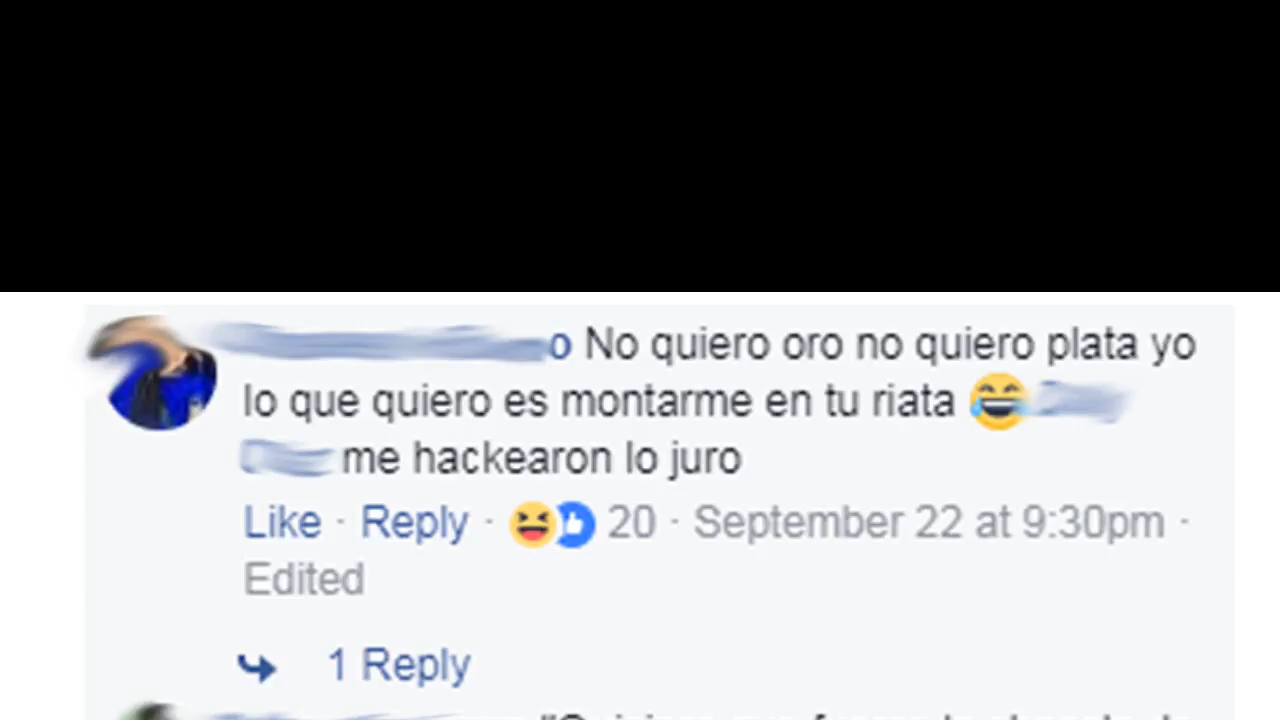 o No quiero oro no quiero plata yo
lo que quiero es montarme en tu riata 😂
me hackearon lo juro
Like · Reply · 20 · September 22 at 9:30pm ·
Edited
1 Reply